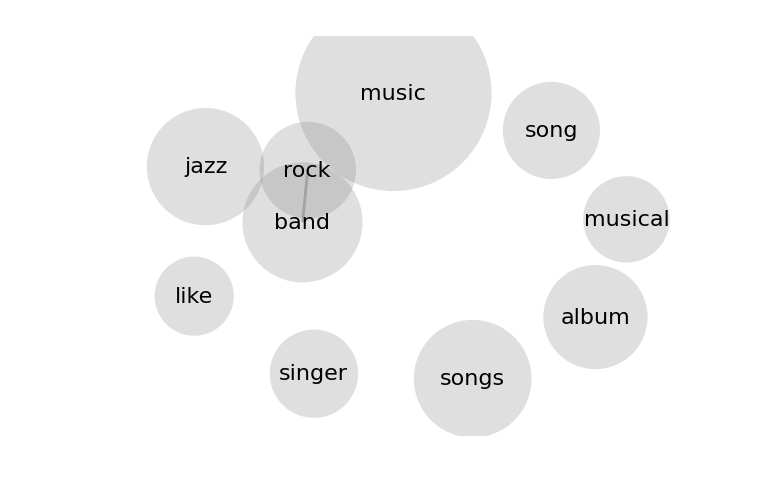 music
song
jazz
rock
musical
band
like
album
singer
songs